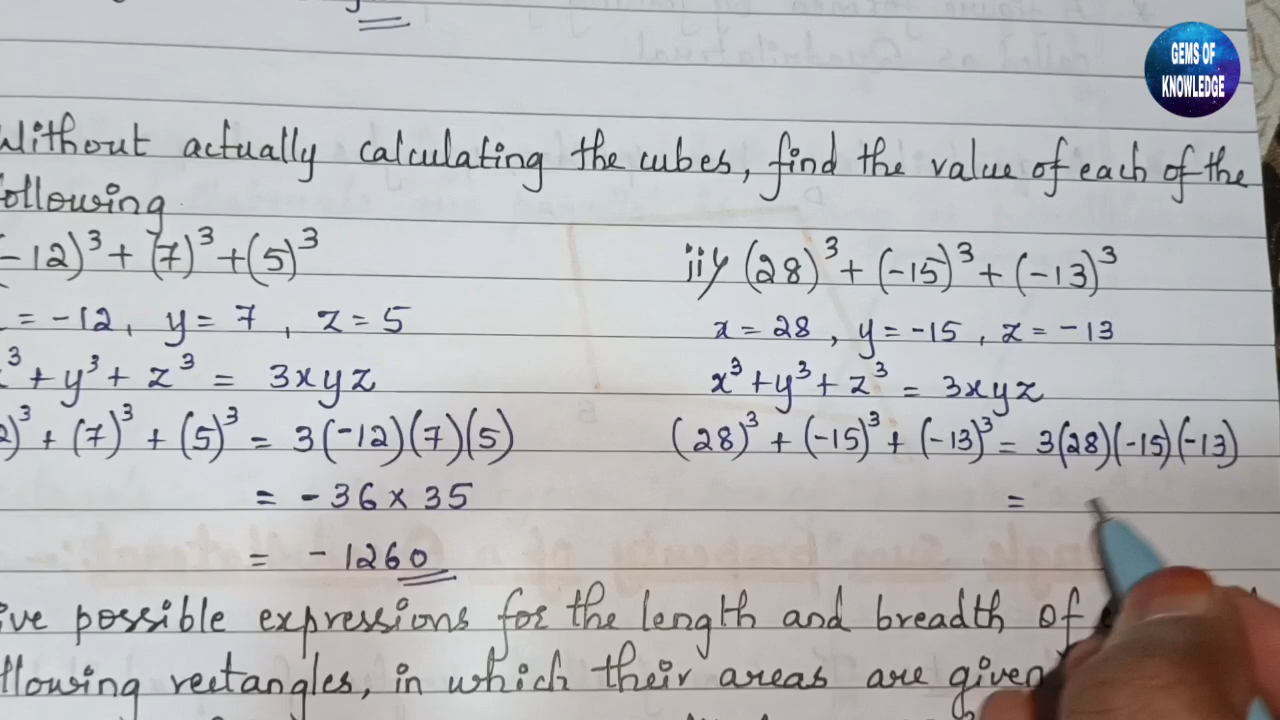 GEMS OF
KNOWLEDGE
Without actually calculating the cubes, find the value of each of the
following
(-12)³ + (7)³ + (5)³
x = -12, y = 7, z = 5
x³ + y³ + z³ = 3xyz
2)³ + (7)³ + (5)³ = 3(-12)(7)(5)
= -36 × 35
= -1260
ii) (28)³ + (-15)³ + (-13)³
x = 28, y = -15, z = -13
x³ + y³ + z³ = 3xyz
(28)³ + (-15)³ + (-13)³ = 3(28)(-15)(-13)
=
ive possible expressions for the length and breadth of
llowing rectangles, in which their areas are given